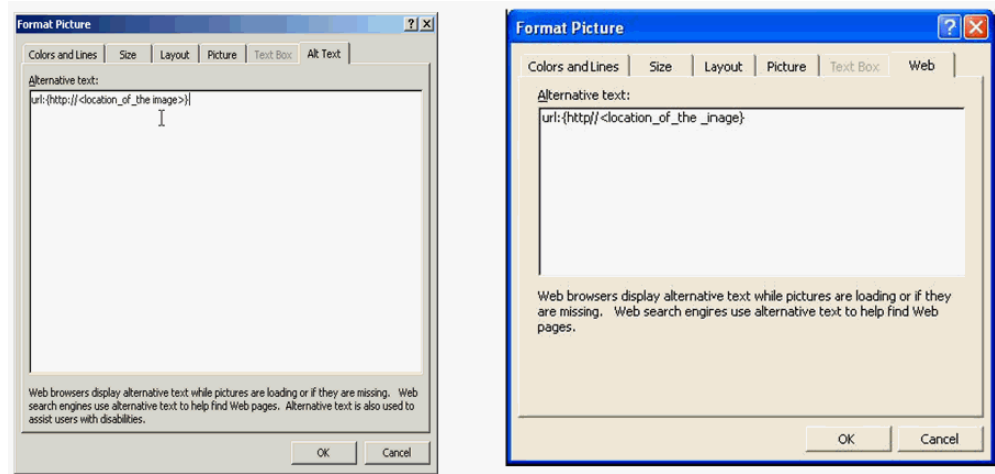 Format Picture
Colors and Lines Size Layout Picture Text Box Alt Text
Alternative text:
url:{http://<location_of_the image>}
Web browsers display alternative text while pictures are loading or if they are missing. Web
search engines use alternative text to help find Web pages. Alternative text is also used to
assist users with disabilities.
OK Cancel
Format Picture
Colors and Lines Size Layout Picture Text Box Web
Alternative text:
url:{http//<location_of_the _image}
Web browsers display alternative text while pictures are loading or if they
are missing. Web search engires use alternative text to help find Web
pages.
OK Cancel